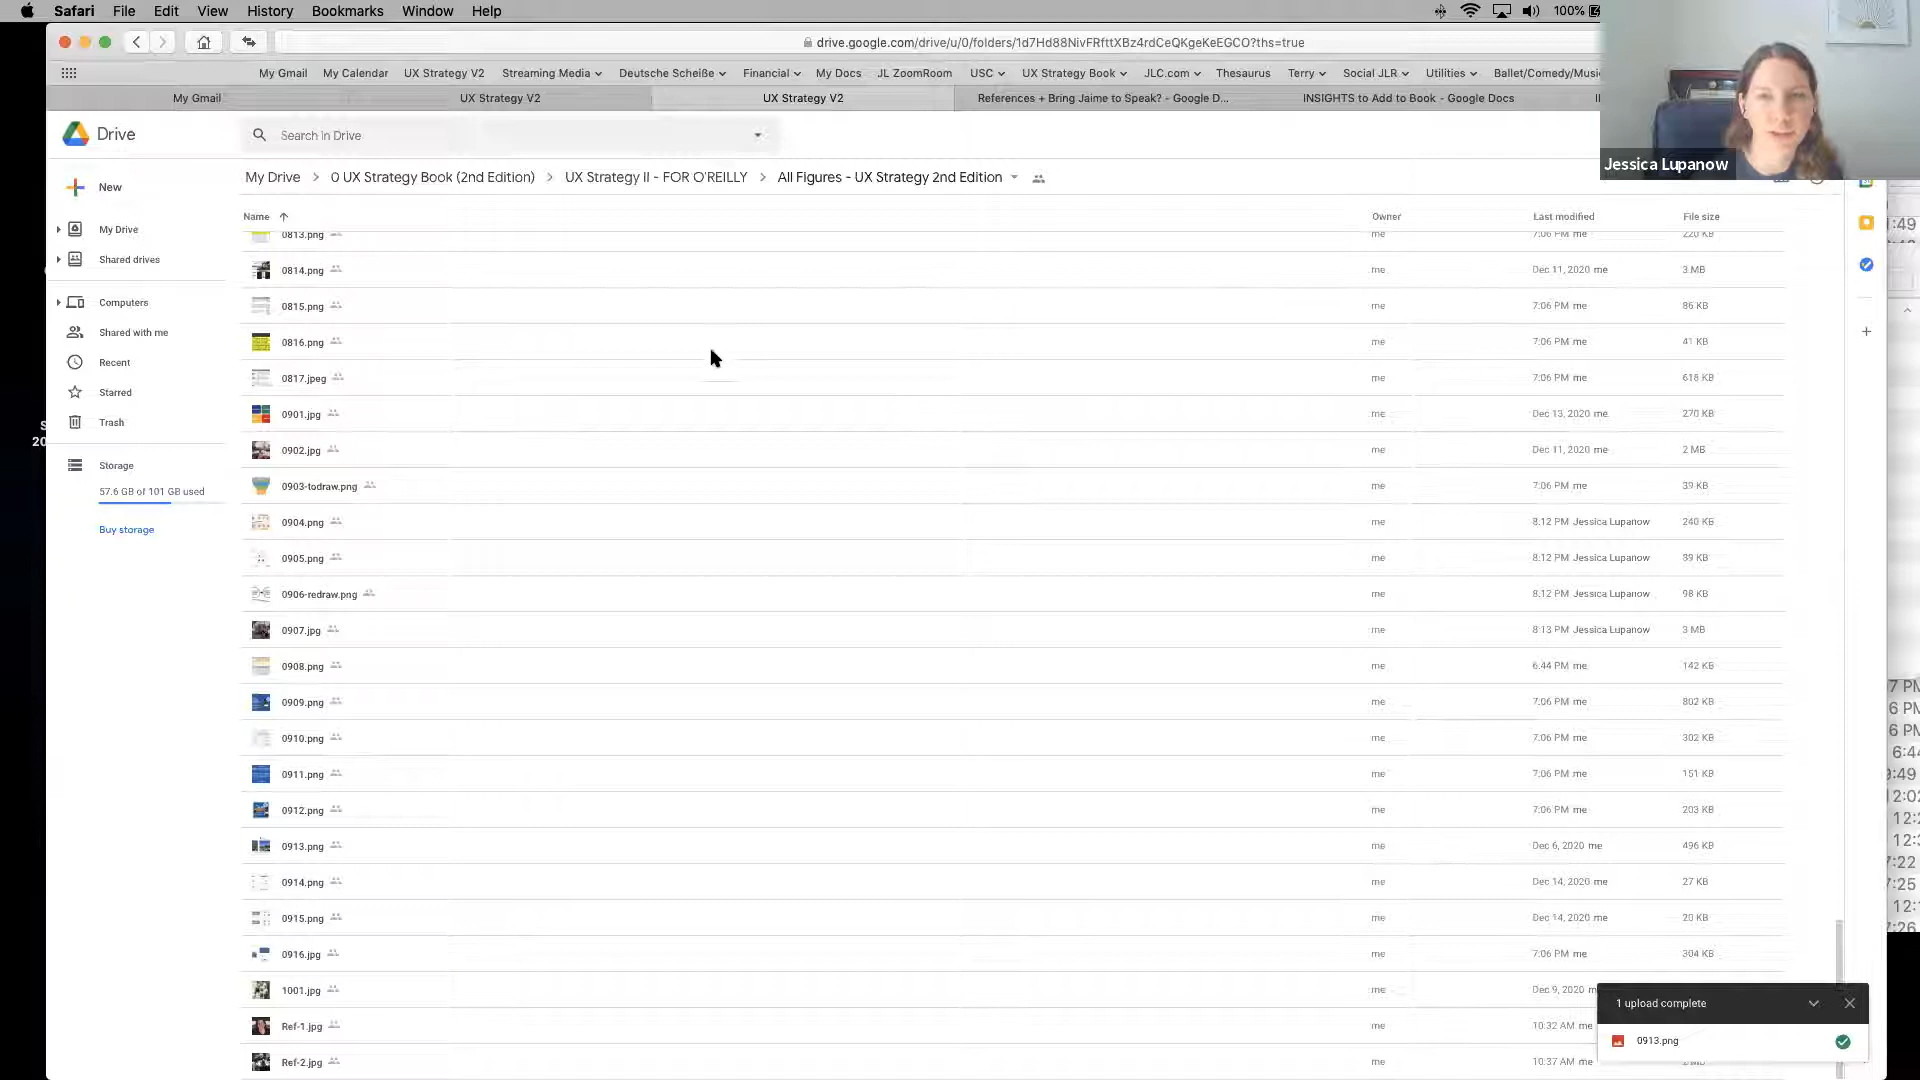 Safari File Edit View History Bookmarks Window Help 100%
drive.google.com/drive/u/0/folders/1d7Hd88NivFRfttXBz4rdCeQKgeKeEGCO?ths=true
My Gmail My Calendar UX Strategy V2 Streaming Media Deutsche Scheiße Financial My Docs JL ZoomRoom USC UX Strategy Book JLC.com Thesaurus Terry Social JLR Utilities Ballet/Comedy/Music
My Gmail UX Strategy V2 UX Strategy V2 References + Bring Jaime to Speak? - Google D... INSIGHTS to Add to Book - Google Docs
Jessica Lupanow
Drive
Search in Drive
My Drive > 0 UX Strategy Book (2nd Edition) > UX Strategy II - FOR O'REILLY > All Figures - UX Strategy 2nd Edition
New
My Drive
Shared drives
Computers
Shared with me
Recent
Starred
Trash
Storage
57.6 GB of 101 GB used
Buy storage
Name Owner Last modified File size
0813.png me 7:06 PM me 220 KB
0814.png me Dec 11, 2020 me 3 MB
0815.png me 7:06 PM me 86 KB
0816.png me 7:06 PM me 41 KB
0817.jpeg me 7:06 PM me 618 KB
0901.jpg me Dec 13, 2020 me 270 KB
0902.jpg me Dec 11, 2020 me 2 MB
0903-todraw.png me 7:06 PM me 39 KB
0904.png me 8:12 PM Jessica Lupanow 240 KB
0905.png me 8:12 PM Jessica Lupanow 39 KB
0906-redraw.png me 8:12 PM Jessica Lupanow 98 KB
0907.jpg me 8:13 PM Jessica Lupanow 3 MB
0908.png me 6:44 PM me 142 KB
0909.png me 7:06 PM me 802 KB
0910.png me 7:06 PM me 302 KB
0911.png me 7:06 PM me 151 KB
0912.png me 7:06 PM me 203 KB
0913.png me Dec 6, 2020 me 496 KB
0914.png me Dec 14, 2020 me 27 KB
0915.png me Dec 14, 2020 me 20 KB
0916.jpg me 7:06 PM me 304 KB
1001.jpg me Dec 9, 2020
Ref-1.jpg me 10:32 AM me
Ref-2.jpg me 10:37 AM me
1 upload complete
0913.png